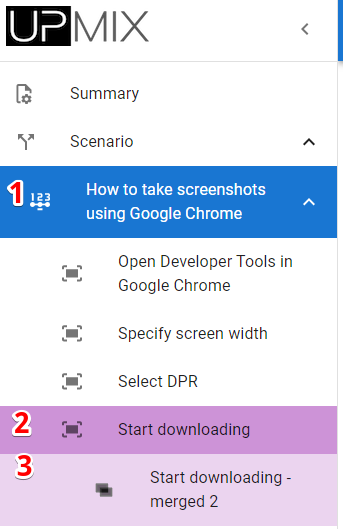 UPMIX
Summary
Scenario
1
123
How to take screenshots
using Google Chrome
Open Developer Tools in
Google Chrome
Specify screen width
Select DPR
2
Start downloading
3
Start downloading -
merged 2